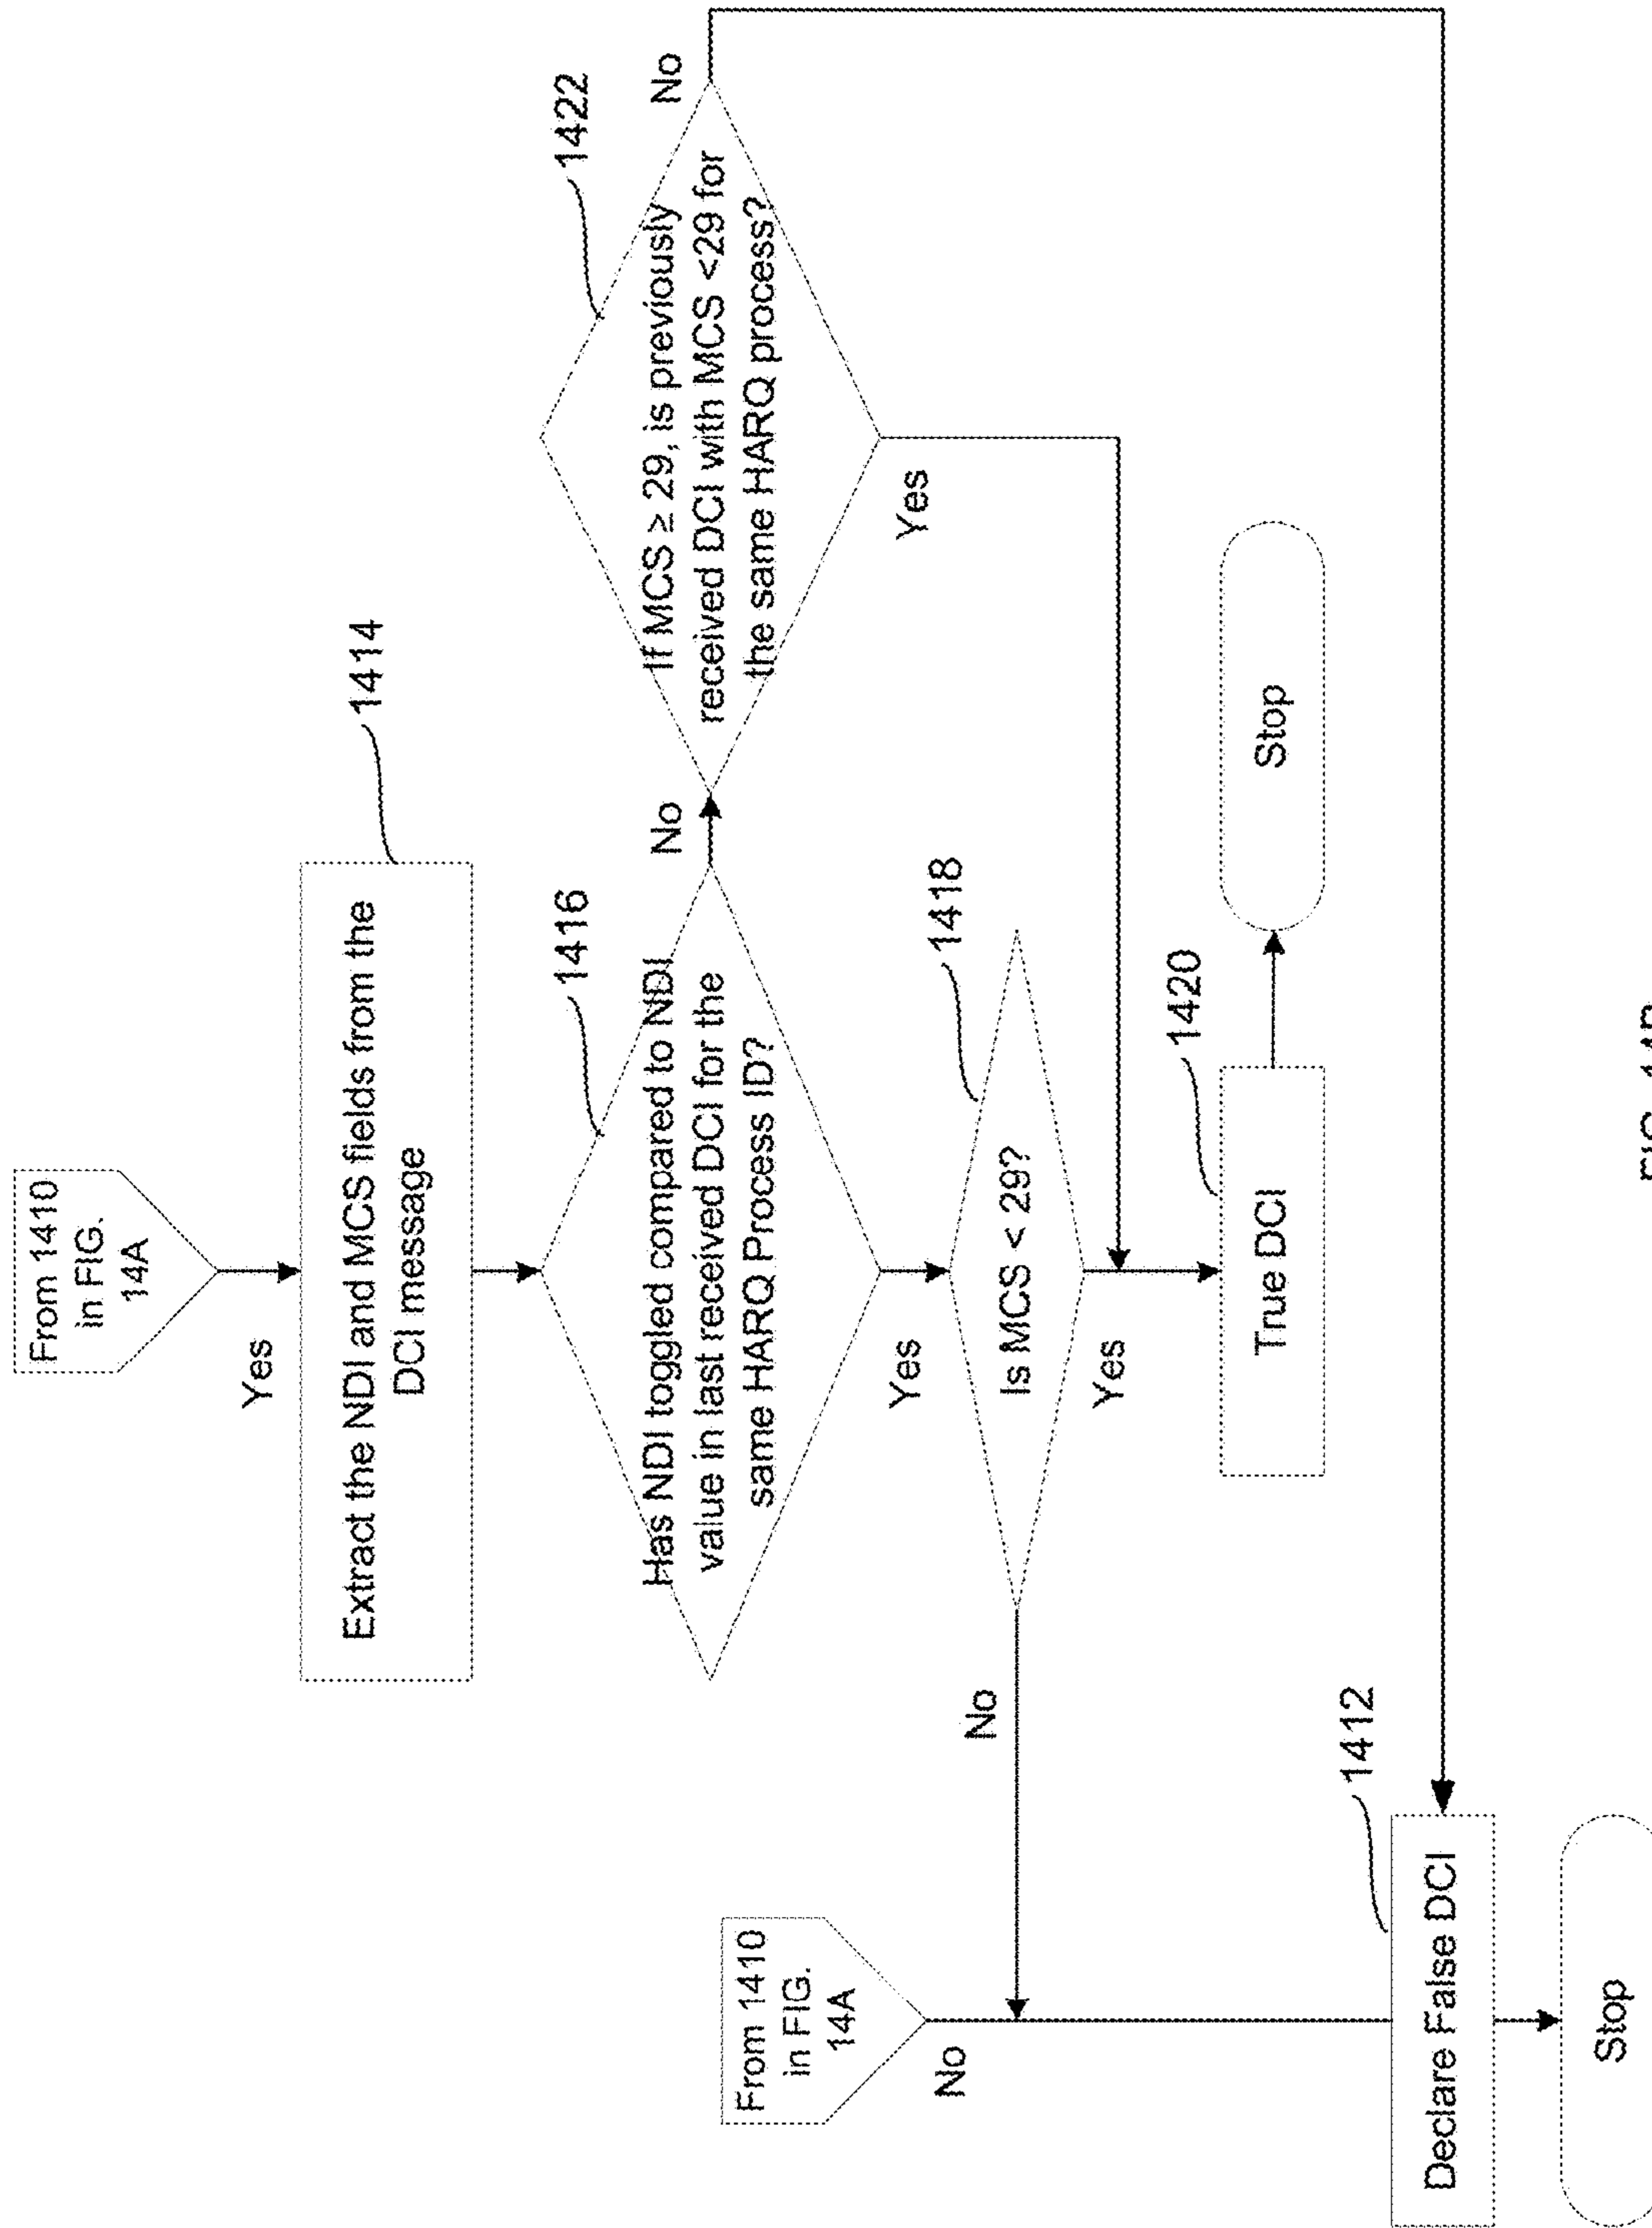 From 1410
in FIG.
14A
Yes
Extract the NDI and MCS fields from the
DCI message
1414
Has NDI toggled compared to NDI
value in last received DCI for the
same HARQ Process ID?
1416
No
If MCS ≥ 29, is previously
received DCI with MCS <29 for
the same HARQ process?
1422
No
Yes
Yes
Is MCS < 29?
1418
No
Yes
From 1410
in FIG.
14A
No
True DCI
1420
Stop
Declare False DCI
1412
Stop